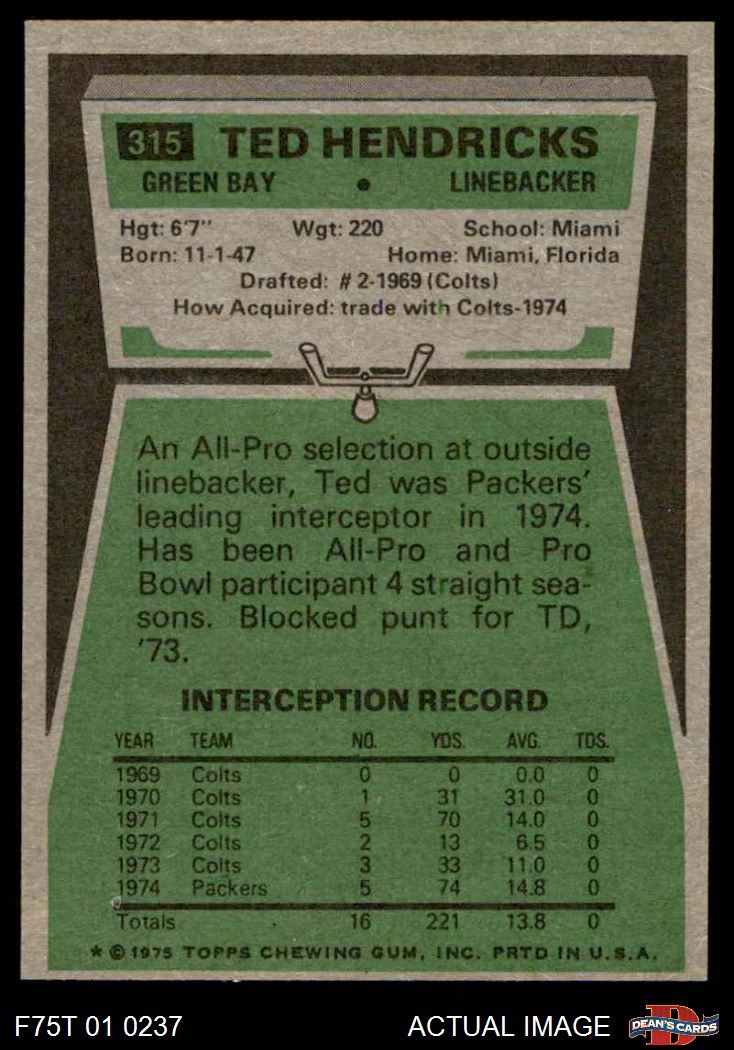 315 TED HENDRICKS
GREEN BAY • LINEBACKER
Hgt: 6'7" Wgt: 220 School: Miami
Born: 11-1-47 Home: Miami, Florida
Drafted: #2-1969 (Colts)
How Acquired: trade with Colts-1974
An All-Pro selection at outside
linebacker, Ted was Packers'
leading interceptor in 1974.
Has been All-Pro and Pro
Bowl participant 4 straight sea-
sons. Blocked punt for TD,
'73.
INTERCEPTION RECORD
YEAR TEAM NO. YDS. AVG. TDS.
1969 Colts 0 0 0.0 0
1970 Colts 1 31 31.0 0
1971 Colts 5 70 14.0 0
1972 Colts 2 13 6.5 0
1973 Colts 3 33 11.0 0
1974 Packers 5 74 14.8 0
Totals 16 221 13.8 0
* © 1975 TOPPS CHEWING GUM, INC. PRTD IN U.S.A.
F75T 01 0237 ACTUAL IMAGE DEAN'S CARDS